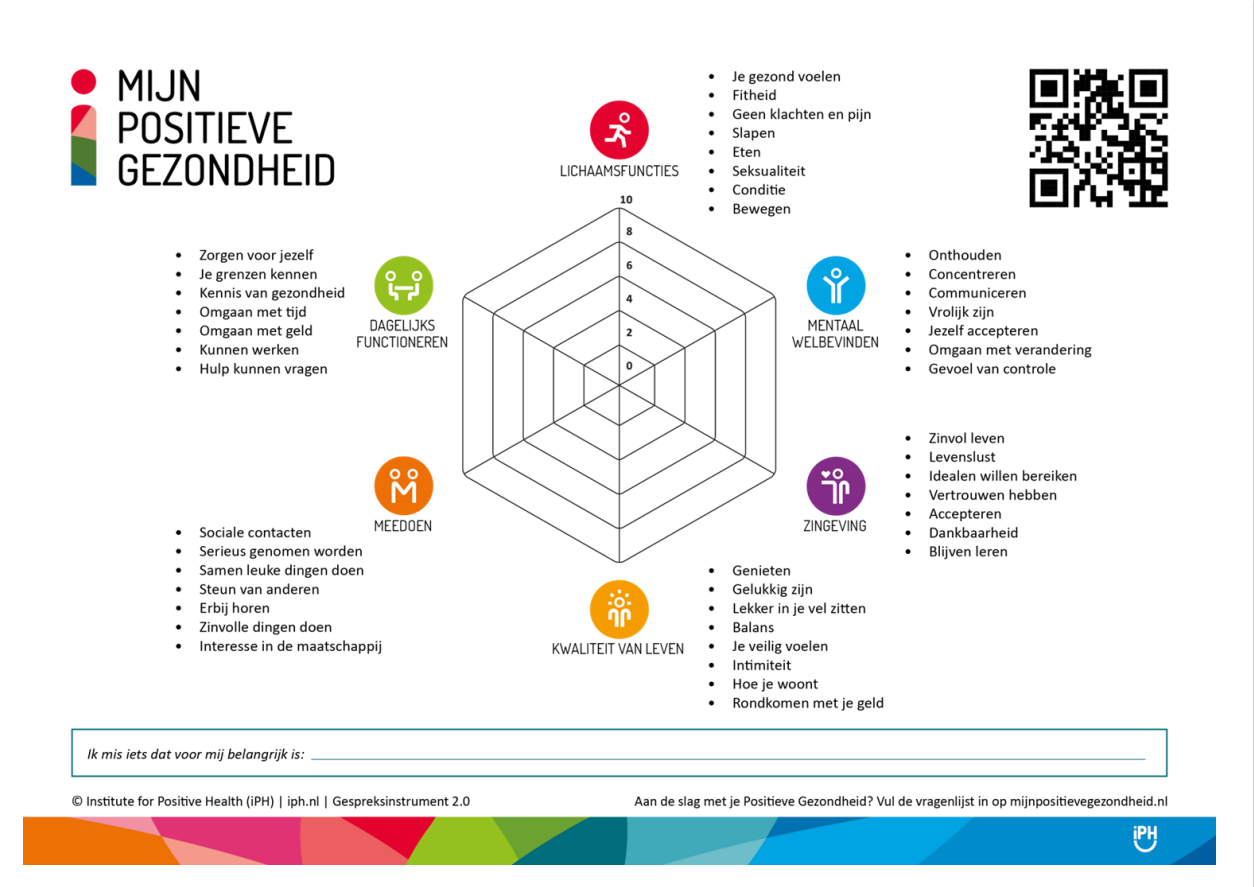 MIJN
POSITIEVE
GEZONDHEID
LICHAAMSFUNCTIES
• Je gezond voelen
• Fitheid
• Geen klachten en pijn
• Slapen
• Eten
• Seksualiteit
• Conditie
• Bewegen
10
8
6
4
2
0
• Zorgen voor jezelf
• Je grenzen kennen
• Kennis van gezondheid
• Omgaan met tijd
• Omgaan met geld
• Kunnen werken
• Hulp kunnen vragen
DAGELIJKS
FUNCTIONEREN
MENTAAL
WELBEVINDEN
• Onthouden
• Concentreren
• Communiceren
• Vrolijk zijn
• Jezelf accepteren
• Omgaan met verandering
• Gevoel van controle
MEEDOEN
• Sociale contacten
• Serieus genomen worden
• Samen leuke dingen doen
• Steun van anderen
• Erbij horen
• Zinvolle dingen doen
• Interesse in de maatschappij
ZINGEVING
• Zinvol leven
• Levenslust
• Idealen willen bereiken
• Vertrouwen hebben
• Accepteren
• Dankbaarheid
• Blijven leren
KWALITEIT VAN LEVEN
• Genieten
• Gelukkig zijn
• Lekker in je vel zitten
• Balans
• Je veilig voelen
• Intimiteit
• Hoe je woont
• Rondkomen met je geld
Ik mis iets dat voor mij belangrijk is:
© Institute for Positive Health (iPH) | iph.nl | Gespreksinstrument 2.0
Aan de slag met je Positieve Gezondheid? Vul de vragenlijst in op mijnpositievegezondheid.nl
iPH